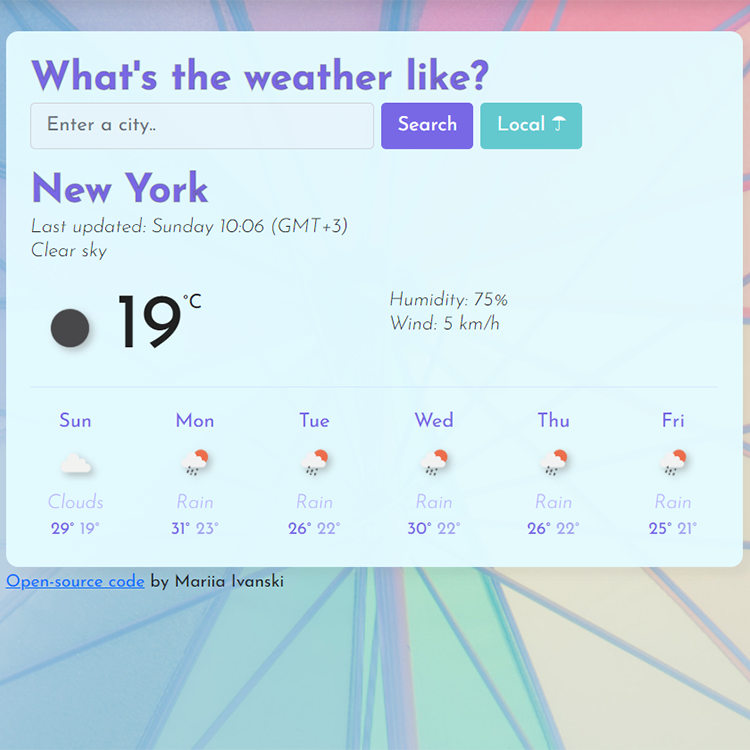 What's the weather like?
Enter a city.. Search Local
New York
Last updated: Sunday 10:06 (GMT+3)
Clear sky
19 °C
Humidity: 75%
Wind: 5 km/h
Sun Mon Tue Wed Thu Fri
Clouds Rain Rain Rain Rain Rain
29° 19° 31° 23° 26° 22° 30° 22° 26° 22° 25° 21°
Open-source code by Mariia Ivanski